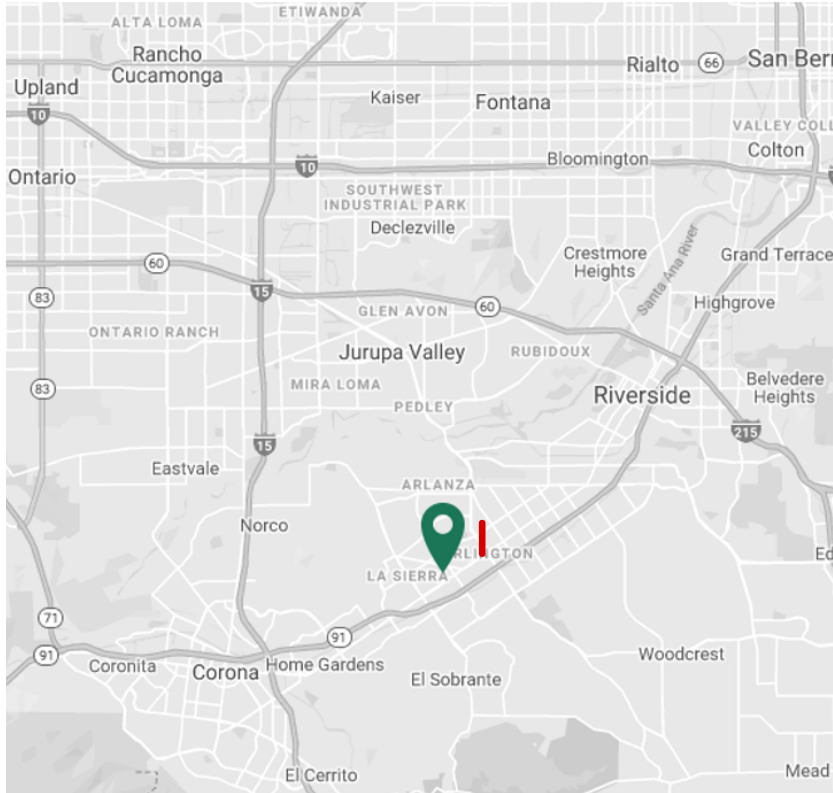 ETIWANDA
ALTA LOMA
Rancho
Cucamonga
66
Rialto
San Bern
Upland
Kaiser
Fontana
10
VALLEY COLL
Colton
Bloomington
10
Ontario
SOUTHWEST
INDUSTRIAL PARK
Declezville
Crestmore
Heights
Santa Ana River
Grand Terrace
60
83
15
Highgrove
GLEN AVON
60
ONTARIO RANCH
Jurupa Valley
RUBIDOUX
MIRA LOMA
83
Riverside
Belvedere
Heights
PEDLEY
215
15
Eastvale
ARLANZA
Norco
RLINGTON
Ed
LA SIERRA
71
91
91
Coronita
Corona
Home Gardens
El Sobrante
Woodcrest
El Cerrito
Mead